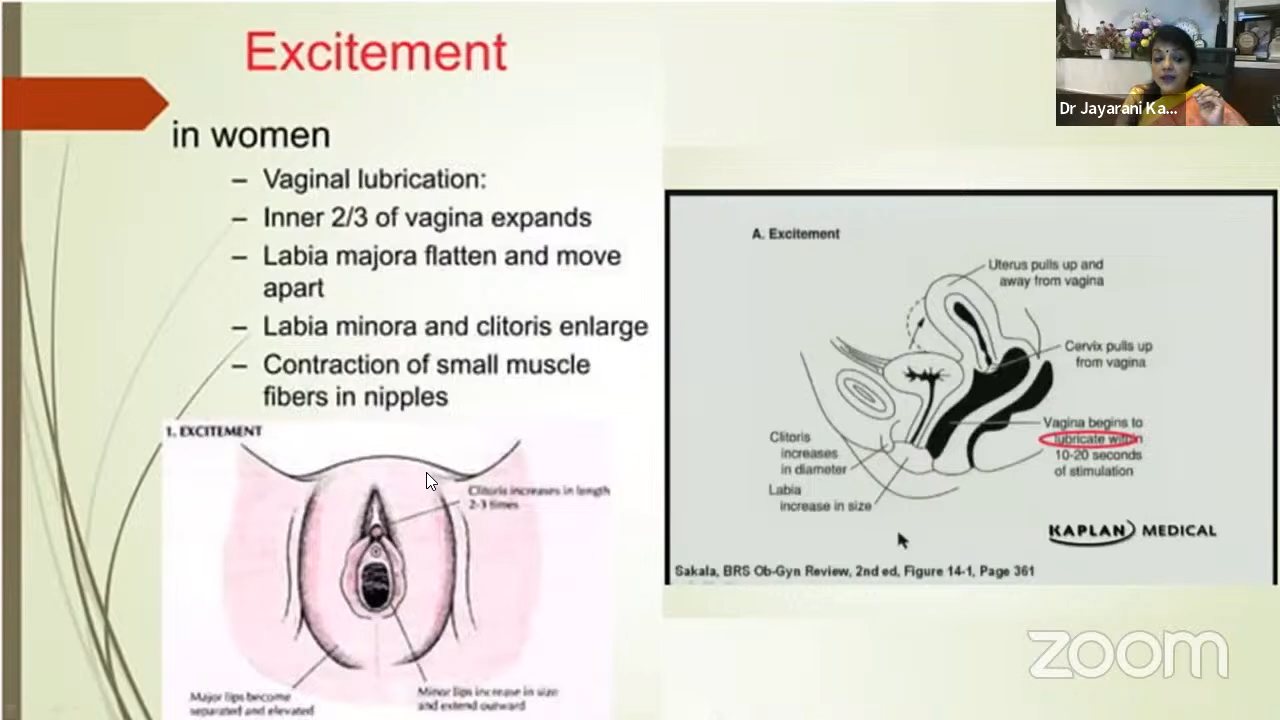 Excitement
in women
– Vaginal lubrication:
– Inner 2/3 of vagina expands
– Labia majora flatten and move
apart
– Labia minora and clitoris enlarge
– Contraction of small muscle
fibers in nipples
1. EXCITEMENT
Clitoris increases in length
2-3 times
Major lips become
separated and elevated
Minor lips increase in size
and extend outward
Dr Jayarani Ka...
A. Excitement
Uterus pulls up and
away from vagina
Cervix pulls up
from vagina
Vagina begins to
lubricate within
10-20 seconds
of stimulation
Clitoris
increases
in diameter
Labia
increase in size
KAPLAN MEDICAL
Sakala, BRS Ob-Gyn Review, 2nd ed, Figure 14-1, Page 361
zoom